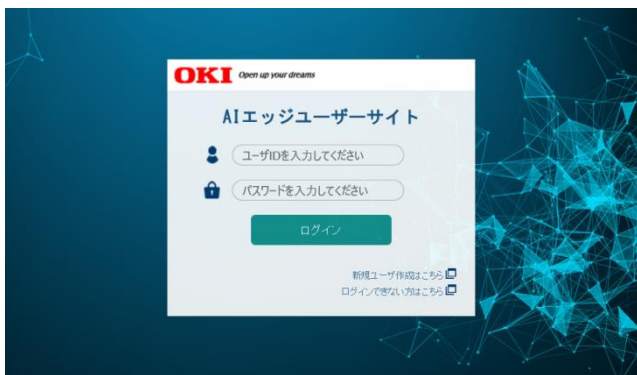 OKI Open up your dreams
AIエッジユーザーサイト
ユーザIDを入力してください
パスワードを入力してください
ログイン
新規ユーザ作成はこちら
ログインできない方はこちら